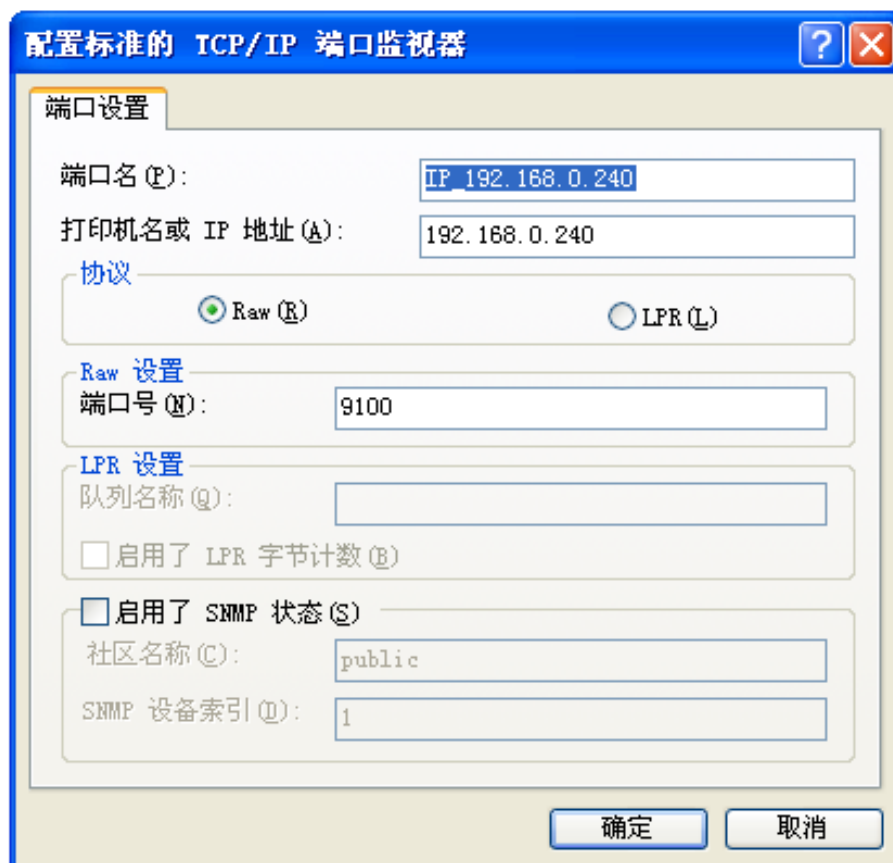 配置标准的 TCP/IP 端口监视器
端口设置
端口名(P): IP_192.168.0.240
打印机名或 IP 地址(A): 192.168.0.240
协议
Raw(R) LPR(L)
Raw 设置
端口号(N): 9100
LPR 设置
队列名称(Q):
启用了 LPR 字节计数(B)
启用了 SNMP 状态(S)
社区名称(C): public
SNMP 设备索引(D): 1
确定 取消